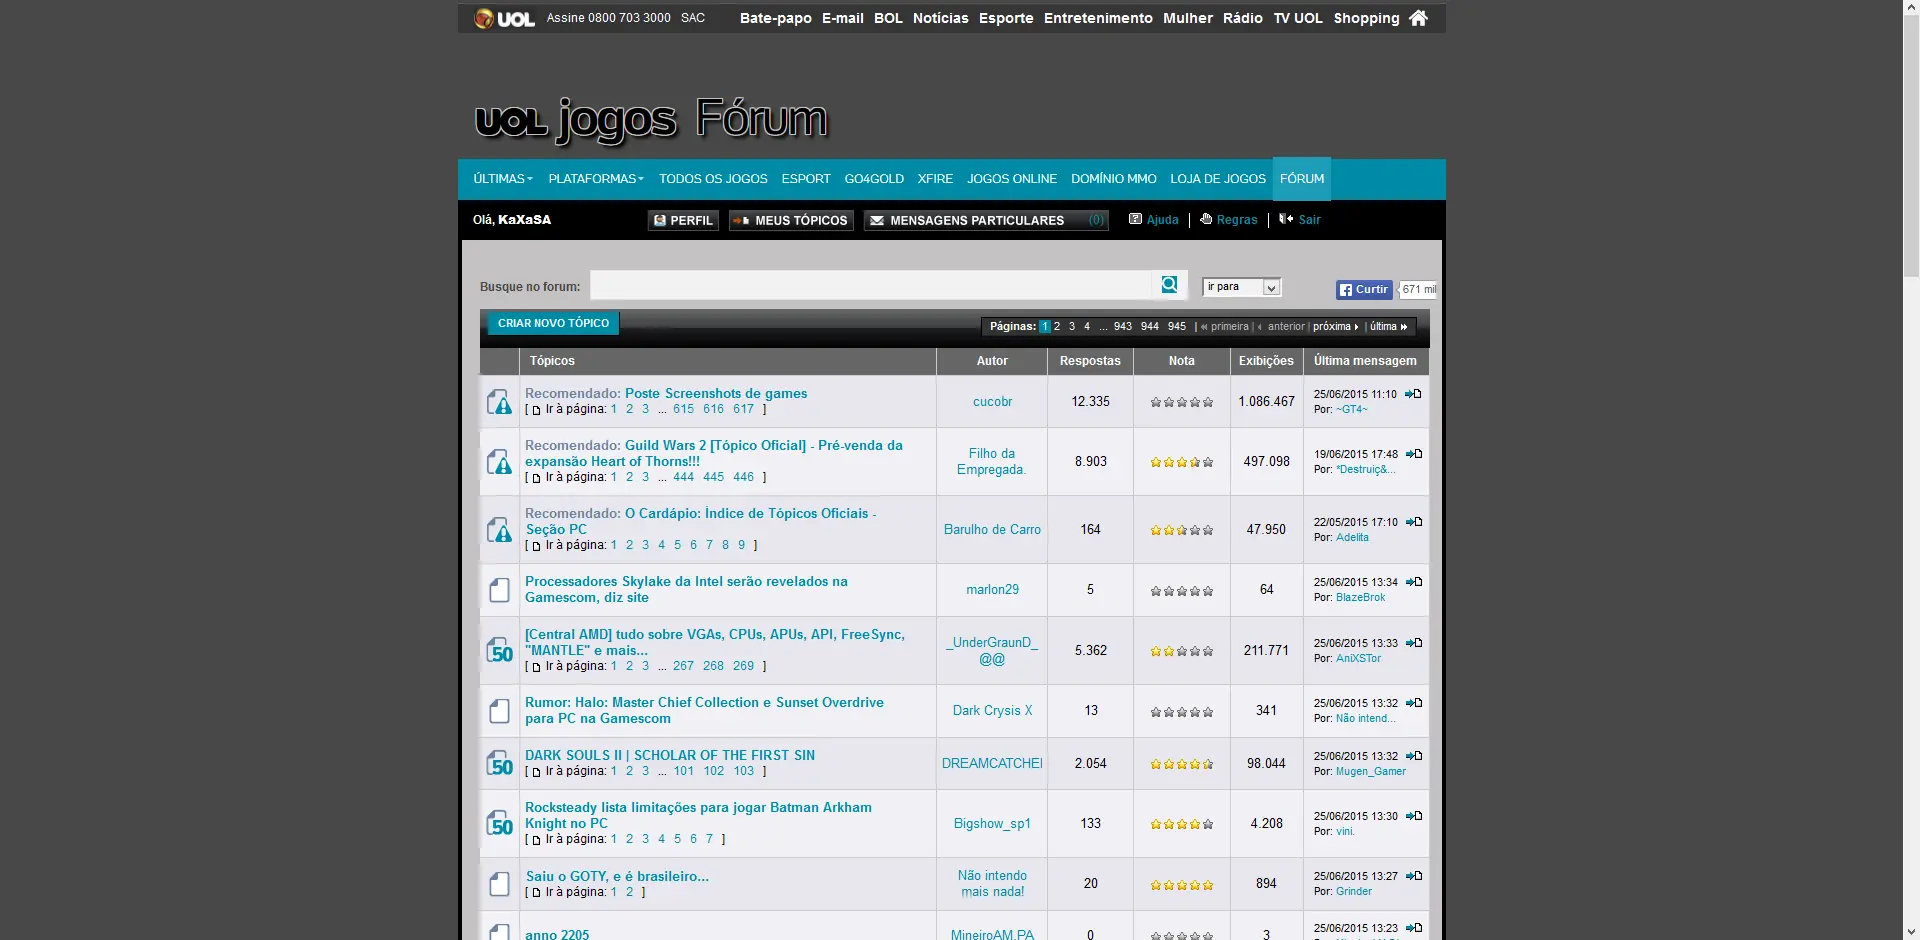 UOL Assine 0800 703 3000 SAC Bate-papo E-mail BOL Notícias Esporte Entretenimento Mulher Rádio TV UOL Shopping
UOL jogos Fórum
ÚLTIMAS PLATAFORMAS TODOS OS JOGOS ESPORT GO4GOLD XFIRE JOGOS ONLINE DOMÍNIO MMO LOJA DE JOGOS FÓRUM
Olá, KaXaSA PERFIL MEUS TÓPICOS MENSAGENS PARTICULARES (0) Ajuda | Regras | Sair
Busque no forum: ir para Curtir 671 mil
CRIAR NOVO TÓPICO Páginas: 1 2 3 4 ... 943 944 945 | primeira | anterior | próxima | última
Tópicos Autor Respostas Nota Exibições Última mensagem
Recomendado: Poste Screenshots de games
[ Ir à página: 1 2 3 ... 615 616 617 ]
cucobr 12.335 1.086.467
25/06/2015 11:10
Por: ~GT4~
Recomendado: Guild Wars 2 [Tópico Oficial] - Pré-venda da
expansão Heart of Thorns!!!
[ Ir à página: 1 2 3 ... 444 445 446 ]
Filho da
Empregada.
8.903 497.098
19/06/2015 17:48
Por: *Destruiç&...
Recomendado: O Cardápio: Índice de Tópicos Oficiais -
Seção PC
[ Ir à página: 1 2 3 4 5 6 7 8 9 ]
Barulho de Carro 164 47.950
22/05/2015 17:10
Por: Adelita
Processadores Skylake da Intel serão revelados na
Gamescom, diz site
marlon29 5 64
25/06/2015 13:34
Por: BlazeBrok
50
[Central AMD] tudo sobre VGAs, CPUs, APUs, API, FreeSync,
"MANTLE" e mais...
[ Ir à página: 1 2 3 ... 267 268 269 ]
_UnderGraunD_
@@
5.362 211.771
25/06/2015 13:33
Por: AniXSTor
Rumor: Halo: Master Chief Collection e Sunset Overdrive
para PC na Gamescom
Dark Crysis X 13 341
25/06/2015 13:32
Por: Não intend...
50
DARK SOULS II | SCHOLAR OF THE FIRST SIN
[ Ir à página: 1 2 3 ... 101 102 103 ]
DREAMCATCHE 2.054 98.044
25/06/2015 13:32
Por: Mugen_Gamer
50
Rocksteady lista limitações para jogar Batman Arkham
Knight no PC
[ Ir à página: 1 2 3 4 5 6 7 ]
Bigshow_sp1 133 4.208
25/06/2015 13:30
Por: vini.
Saiu o GOTY, e é brasileiro...
[ Ir à página: 1 2 ]
Não intendo
mais nada!
20 894
25/06/2015 13:27
Por: Grinder
anno 2205 MineiroAM.PA 0 3 25/06/2015 13:23